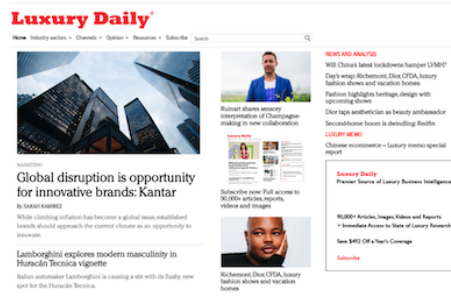 Luxury Daily®
Home Industry sectors Channels Opinion Resources Subscribe Search
MARKETING
Global disruption is opportunity
for innovative brands: Kantar
By SARAH RAMIREZ
While climbing inflation has become a global issue, established
brands should approach the current climate as an opportunity to
innovate.
Lamborghini explores modern masculinity in
Huracán Tecnica vignette
Italian automaker Lamborghini is causing a stir with its flashy new
spot for the Huracán Tecnica.
Ruinart shares sensory
interpretation of Champagne-
making in new collaboration
Luxury Daily
Subscribe now: Full access to
90,000+ articles, reports,
videos and images
Richemont, Dior, CFDA, luxury
fashion shows and vacation
homes
NEWS AND ANALYSIS
Will China's latest lockdowns hamper LVMH?
Day's wrap: Richemont, Dior, CFDA, luxury
fashion shows and vacation homes
Fashion highlights heritage, design with
upcoming shows
Dior taps aesthetician as beauty ambassador
Second-home boom is dwindling: Redfin
LUXURY MEMO
Chinese ecommerce – Luxury memo special
report
Luxury Daily
Premier Source of Luxury Business Intelligence
90,000+ Articles, Images, Videos and Reports
+ Immediate Access to State of Luxury Research
Save $492 Off a Year's Coverage
Subscribe